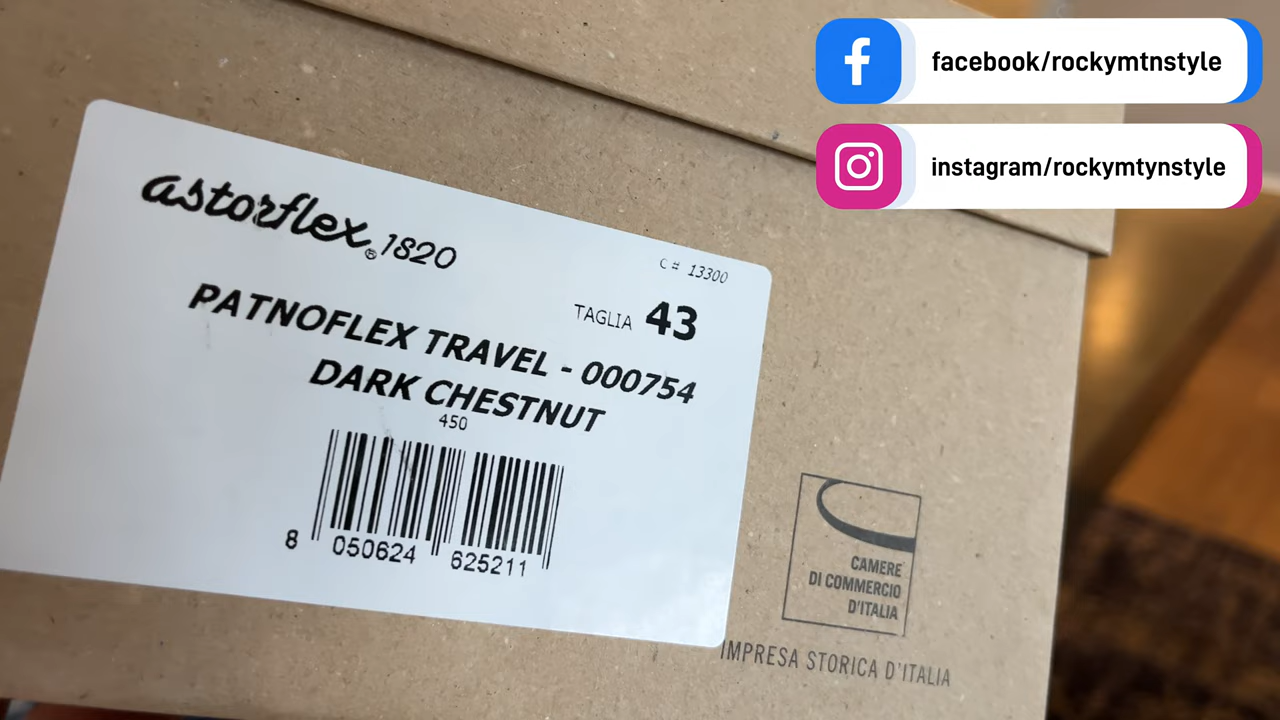 facebook/rockymtnstyle
instagram/rockymtynstyle
astorflex® 1820
C# 13300
TAGLIA 43
PATNOFLEX TRAVEL - 000754
DARK CHESTNUT
450
8 050624 625211
CAMERE
DI COMMERCIO
D'ITALIA
IMPRESA STORICA D'ITALIA